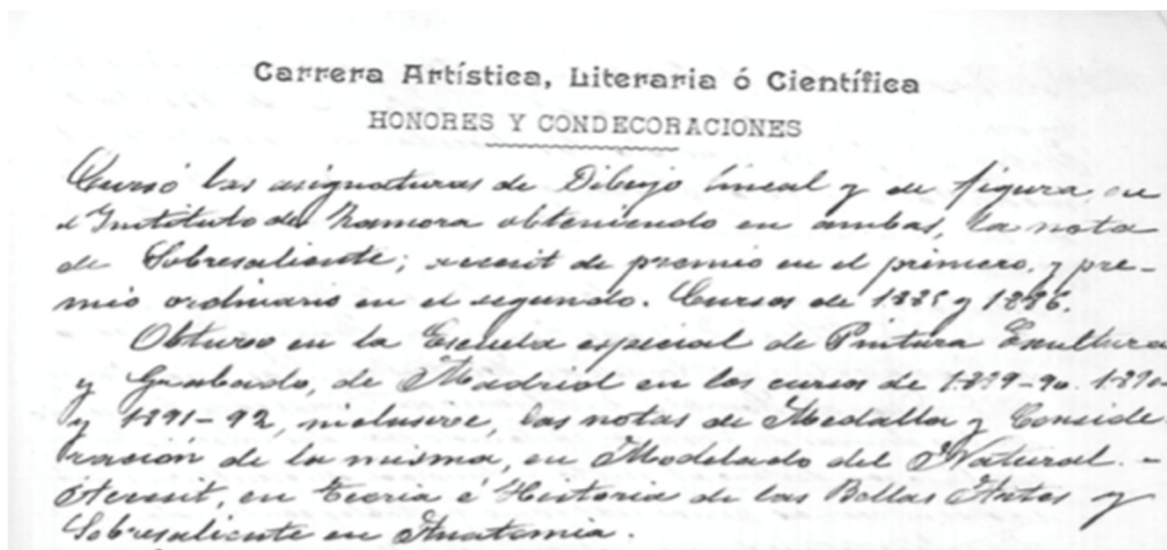 Carrera Artística, Literaria ó Científica
HONORES Y CONDECORACIONES
Cursó las asignaturas de Dibujo lineal y de figura en
el Instituto de Zamora obteniendo en ambas, la nota
de Sobresaliente; accesit de premio en el primero, y pre-
mio ordinario en el segundo. Cursos de 1885 y 1886.
Obtuvo en la Escuela especial de Pintura Escultura
y Grabado, de Madrid en los cursos de 1889-90. 1890-
y 1891-92, inclusive, las notas de Medalla y Conside-
ración de la misma, en Modelado del Natural. -
Accesit, en Teoria é Historia de las Bellas Artes y
Sobresaliente en Anatomia.